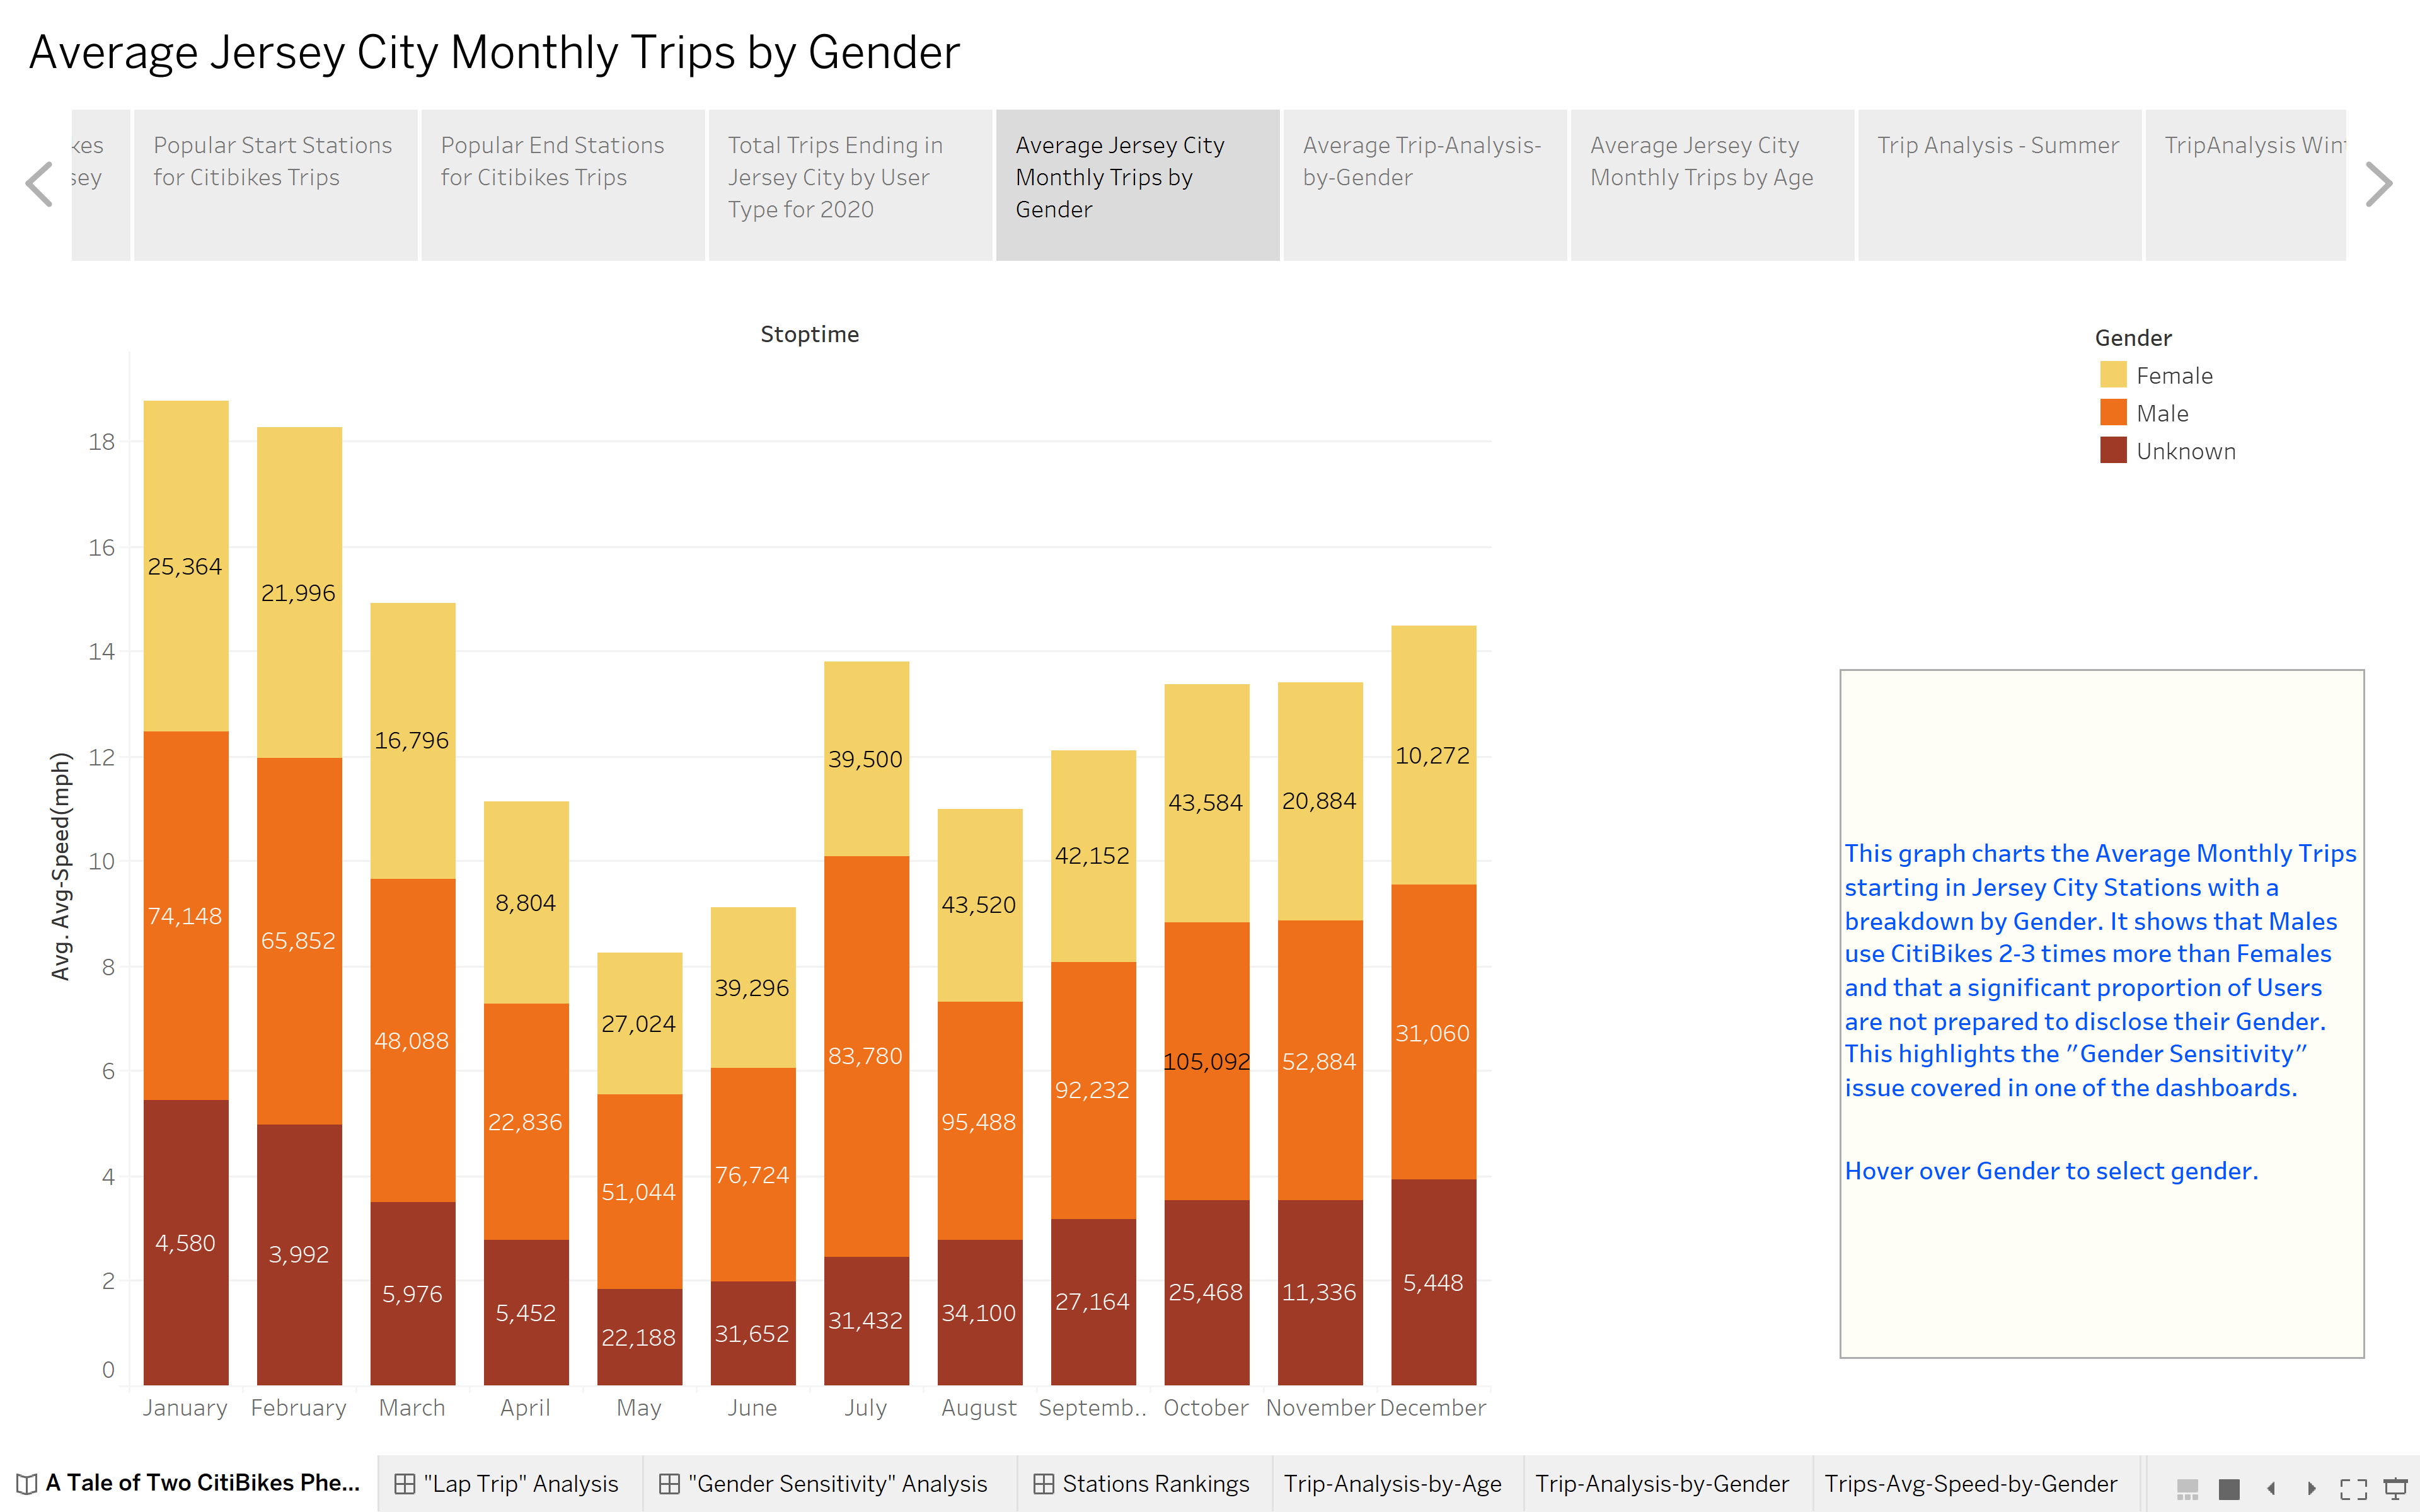 Average Jersey City Monthly Trips by Gender
kes
sey
Popular Start Stations
for Citibikes Trips
Popular End Stations
for Citibikes Trips
Total Trips Ending in
Jersey City by User
Type for 2020
Average Jersey City
Monthly Trips by
Gender
Average Trip-Analysis-
by-Gender
Average Jersey City
Monthly Trips by Age
Trip Analysis - Summer
TripAnalysis Win
Stoptime
Gender
Female
Male
Unknown
Avg. Avg-Speed(mph)
18
16
14
12
10
8
6
4
2
0
25,364
74,148
4,580
21,996
65,852
3,992
16,796
48,088
5,976
8,804
22,836
5,452
27,024
51,044
22,188
39,296
76,724
31,652
39,500
83,780
31,432
43,520
95,488
34,100
42,152
92,232
27,164
43,584
105,092
25,468
20,884
52,884
11,336
10,272
31,060
5,448
January February March April May June July August Septemb.. October November December
This graph charts the Average Monthly Trips
starting in Jersey City Stations with a
breakdown by Gender. It shows that Males
use CitiBikes 2-3 times more than Females
and that a significant proportion of Users
are not prepared to disclose their Gender.
This highlights the "Gender Sensitivity"
issue covered in one of the dashboards.
Hover over Gender to select gender.
A Tale of Two CitiBikes Phe...
"Lap Trip" Analysis
"Gender Sensitivity" Analysis
Stations Rankings
Trip-Analysis-by-Age
Trip-Analysis-by-Gender
Trips-Avg-Speed-by-Gender